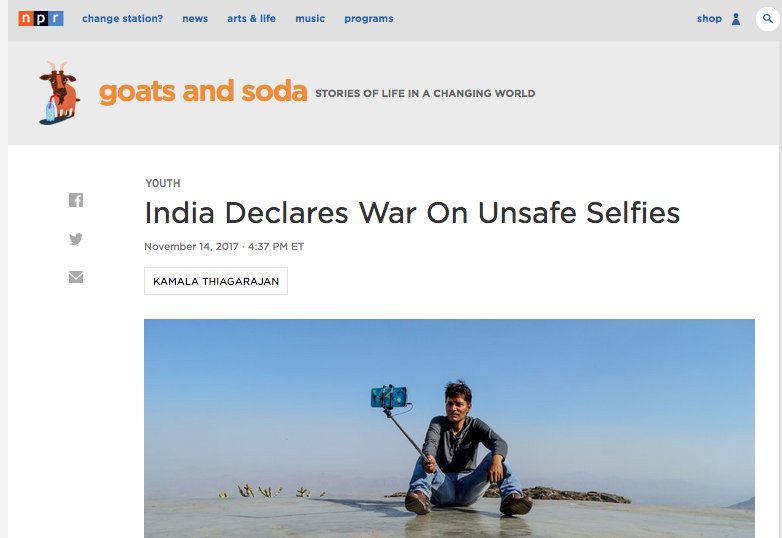 npr change station? news arts & life music programs shop
goats and soda STORIES OF LIFE IN A CHANGING WORLD
YOUTH
India Declares War On Unsafe Selfies
November 14, 2017 · 4:37 PM ET
KAMALA THIAGARAJAN